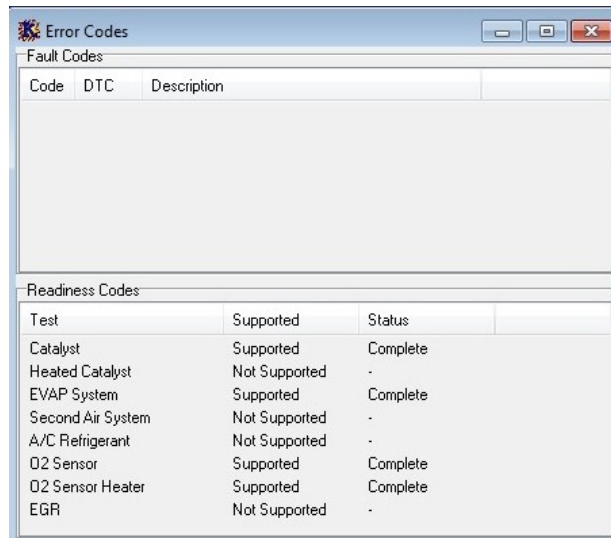 Error Codes
Fault Codes
Code DTC Description
Readiness Codes
Test Supported Status
Catalyst Supported Complete
Heated Catalyst Not Supported -
EVAP System Supported Complete
Second Air System Not Supported -
A/C Refrigerant Not Supported -
O2 Sensor Supported Complete
O2 Sensor Heater Supported Complete
EGR Not Supported -